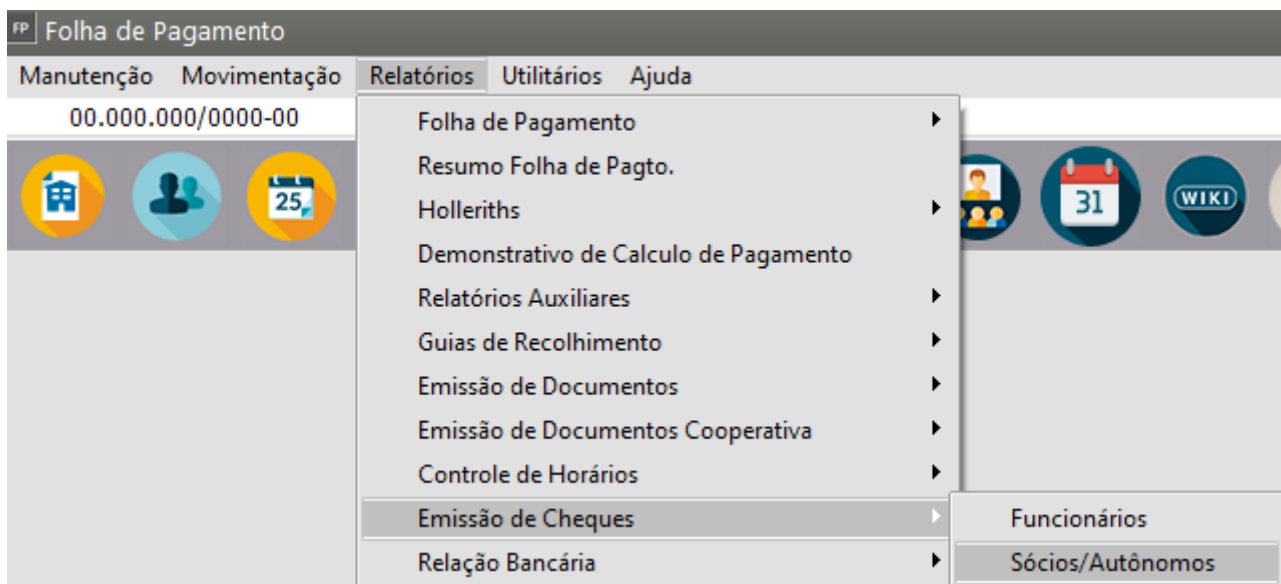 FP Folha de Pagamento
Manutenção Movimentação Relatórios Utilitários Ajuda
00.000.000/0000-00
25
31
WIKI
Folha de Pagamento
Resumo Folha de Pagto.
Holleriths
Demonstrativo de Calculo de Pagamento
Relatórios Auxiliares
Guias de Recolhimento
Emissão de Documentos
Emissão de Documentos Cooperativa
Controle de Horários
Emissão de Cheques
Relação Bancária
Funcionários
Sócios/Autônomos